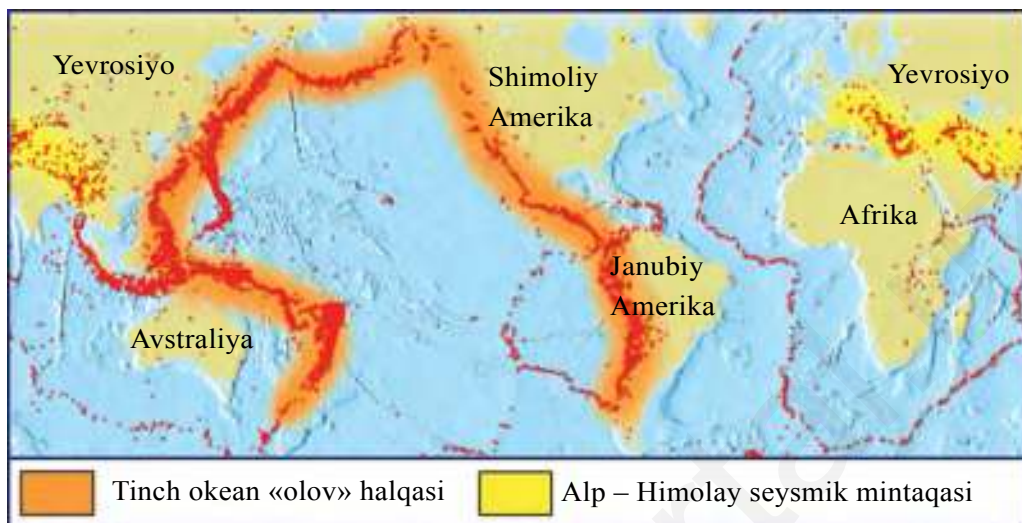 Yevrosiyo
Shimoliy
Amerika
Yevrosiyo
Afrika
Janubiy
Amerika
Avstraliya
Tinch okean «olov» halqasi
Alp – Himolay seysmik mintaqasi